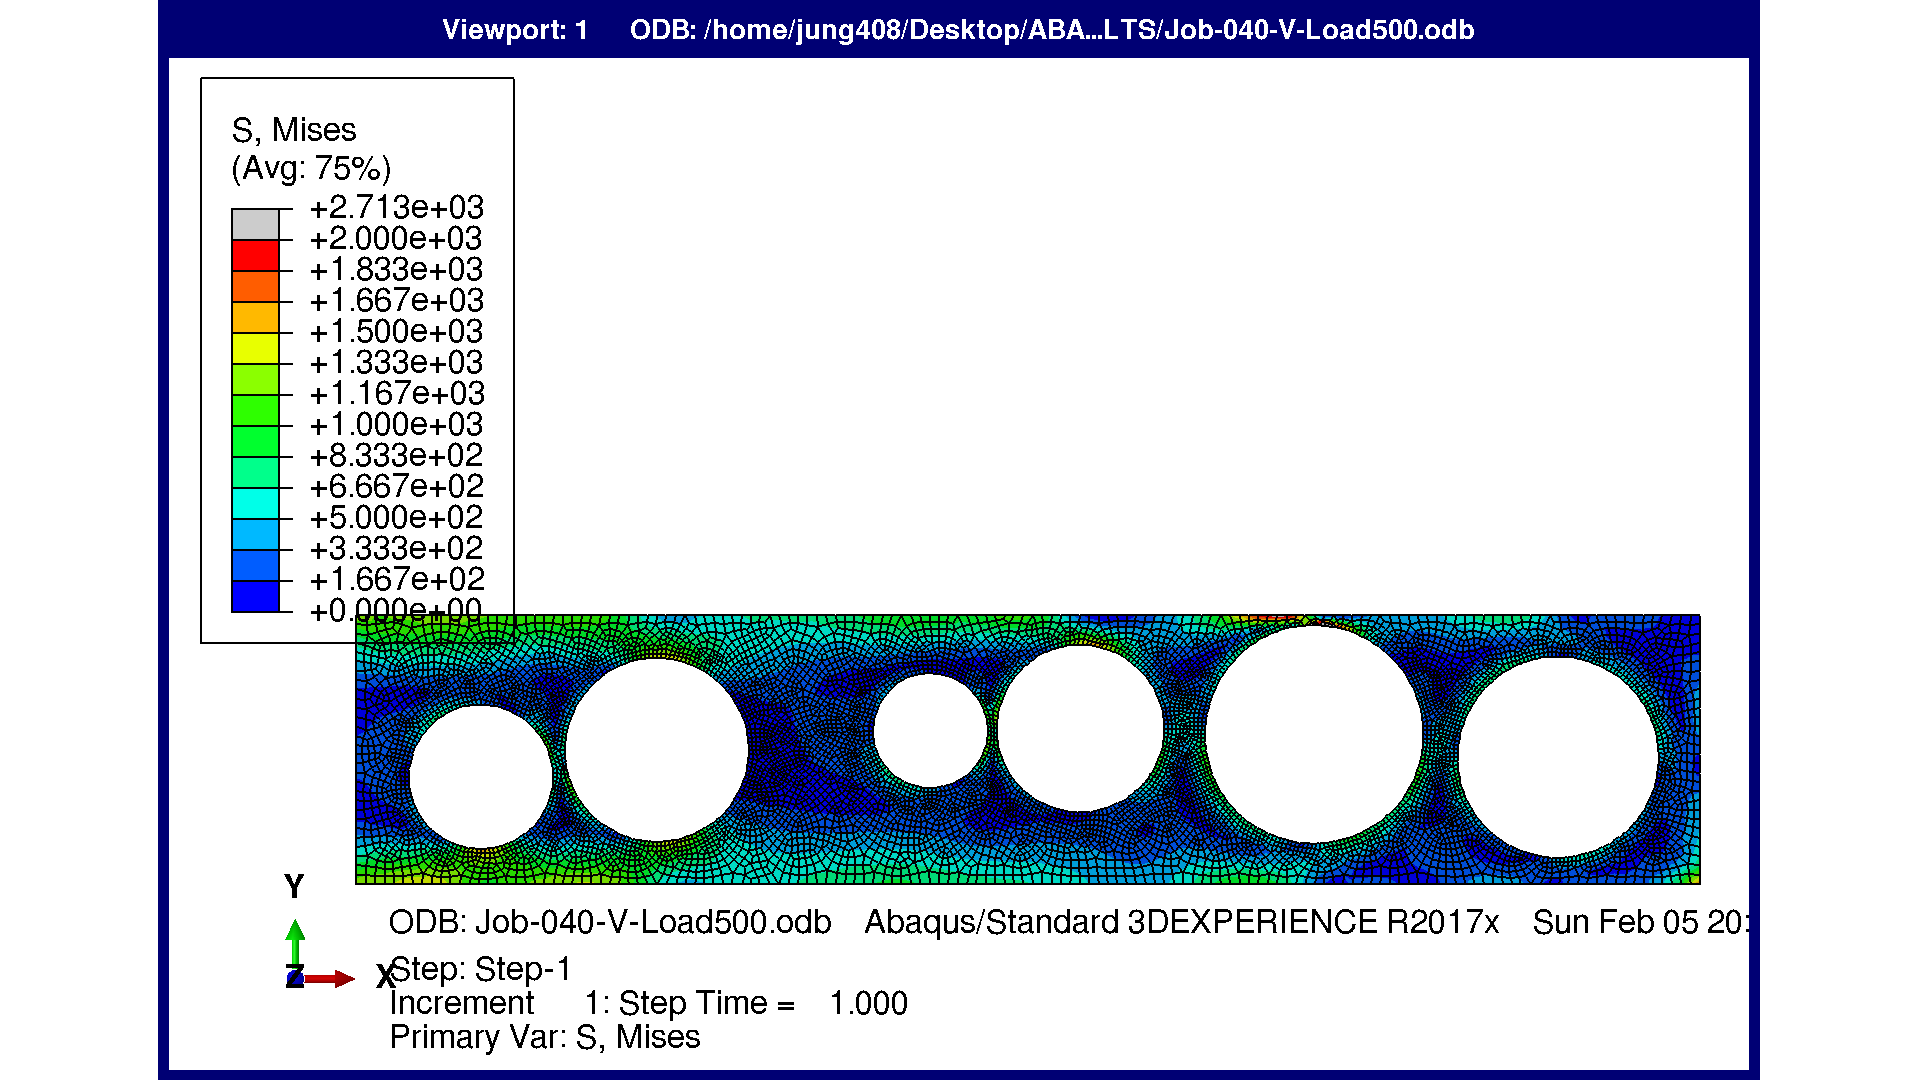 Viewport: 1 ODB: /home/jung408/Desktop/ABA...LTS/Job-040-V-Load500.odb
S, Mises
(Avg: 75%)
+2.713e+03
+2.000e+03
+1.833e+03
+1.667e+03
+1.500e+03
+1.333e+03
+1.167e+03
+1.000e+03
+8.333e+02
+6.667e+02
+5.000e+02
+3.333e+02
+1.667e+02
+0.000e+00
Y
Z
X
ODB: Job-040-V-Load500.odb Abaqus/Standard 3DEXPERIENCE R2017x Sun Feb 05 20:
Step: Step-1
Increment 1: Step Time = 1.000
Primary Var: S, Mises